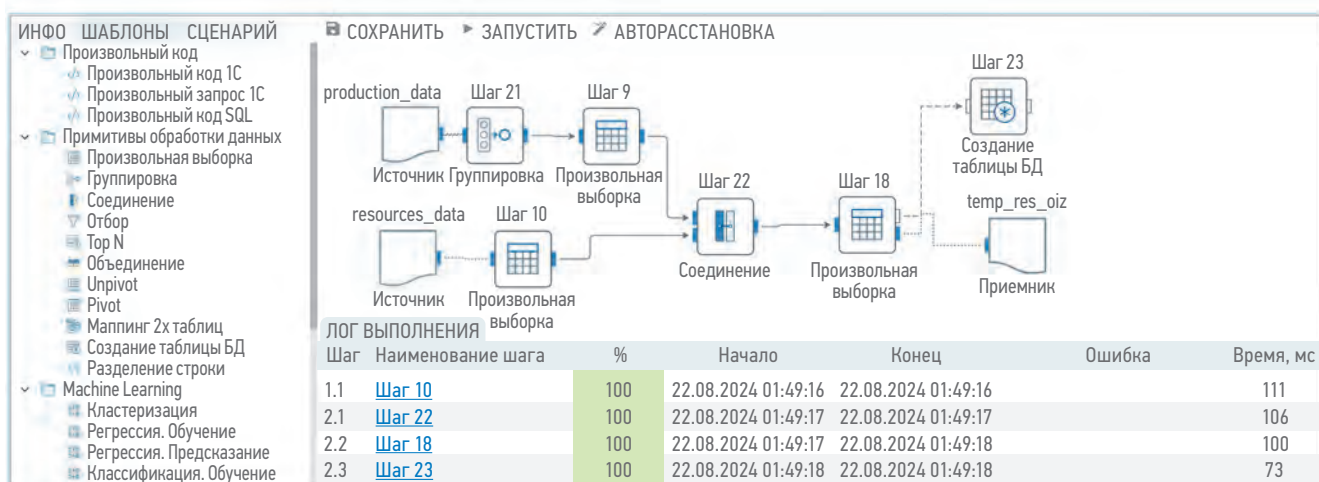 ИНФО ШАБЛОНЫ СЦЕНАРИЙ
Произвольный код
Произвольный код 1С
Произвольный запрос 1С
Произвольный код SQL
Примитивы обработки данных
Произвольная выборка
Группировка
Соединение
Отбор
Top N
Объединение
Unpivot
Pivot
Маппинг 2х таблиц
Создание таблицы БД
Разделение строки
Machine Learning
Кластеризация
Регрессия. Обучение
Регрессия. Предсказание
Классификация. Обучение
СОХРАНИТЬ ЗАПУСТИТЬ АВТОРАССТАНОВКА
production_data
Источник
Шаг 21
Группировка
Шаг 9
Произвольная
выборка
resources_data
Источник
Шаг 10
Произвольная
выборка
Шаг 22
Соединение
Шаг 18
Произвольная
выборка
Шаг 23
Создание
таблицы БД
temp_res_oiz
Приемник
ЛОГ ВЫПОЛНЕНИЯ
Шаг Наименование шага % Начало Конец Ошибка Время, мс
1.1 Шаг 10 100 22.08.2024 01:49:16 22.08.2024 01:49:16 111
2.1 Шаг 22 100 22.08.2024 01:49:17 22.08.2024 01:49:17 106
2.2 Шаг 18 100 22.08.2024 01:49:17 22.08.2024 01:49:18 100
2.3 Шаг 23 100 22.08.2024 01:49:18 22.08.2024 01:49:18 73